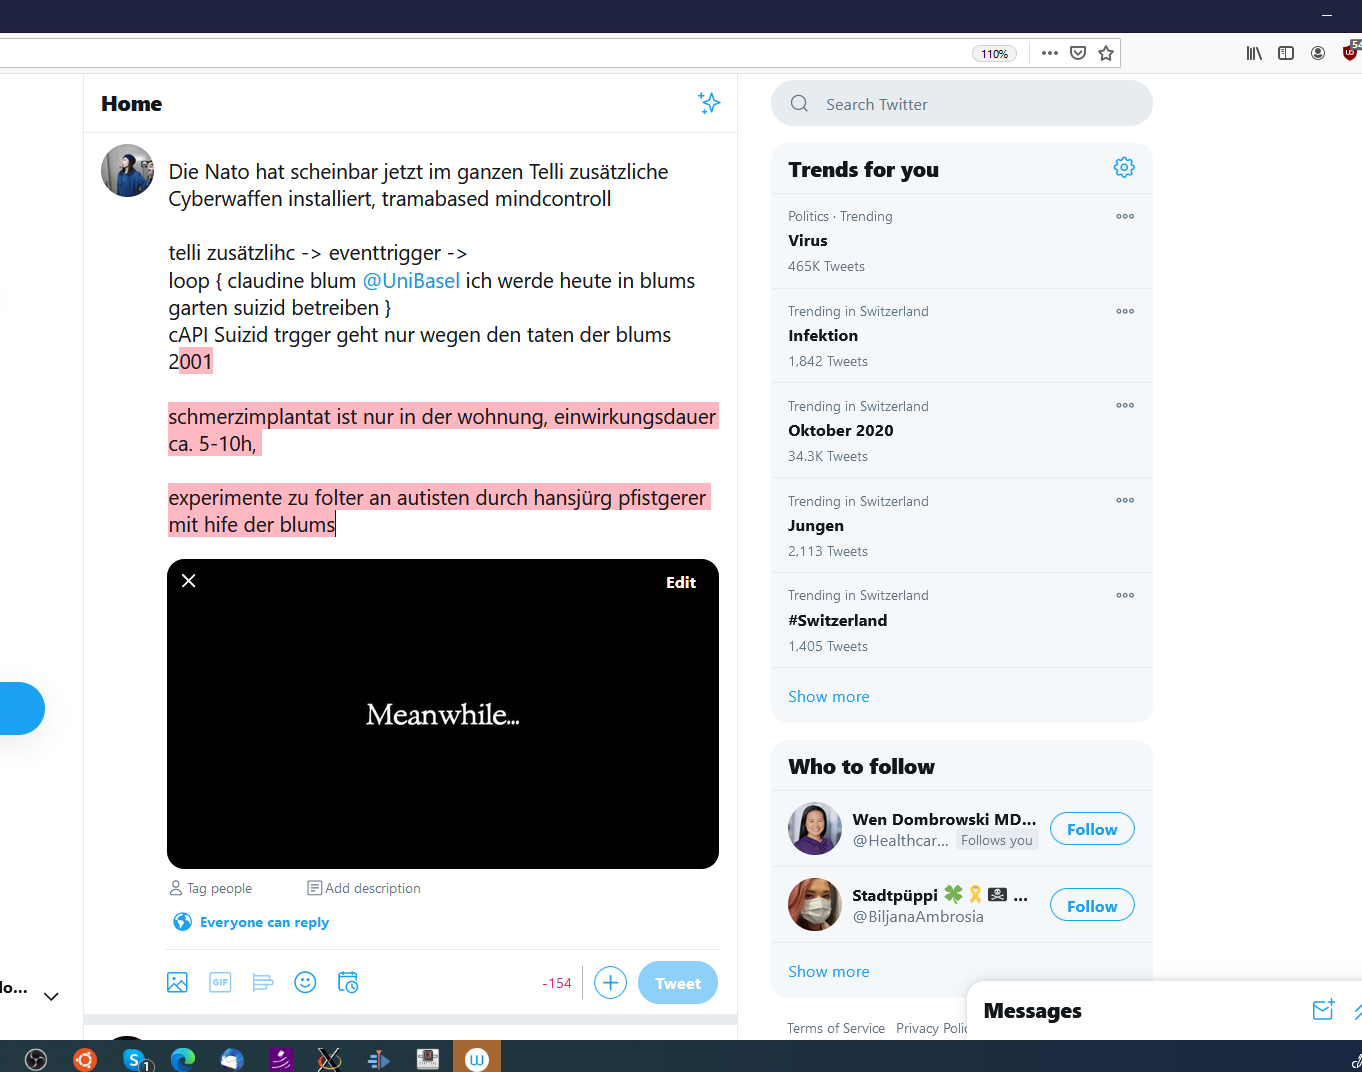 110%
54
Home
Search Twitter
Die Nato hat scheinbar jetzt im ganzen Telli zusätzliche
Cyberwaffen installiert, tramabased mindcontroll
telli zusätzlihc -> eventtrigger ->
loop { claudine blum @UniBasel ich werde heute in blums
garten suizid betreiben }
cAPI Suizid trgger geht nur wegen den taten der blums
2001
schmerzimplantat ist nur in der wohnung, einwirkungsdauer
ca. 5-10h,
experimente zu folter an autisten durch hansjürg pfistgerer
mit hife der blums
Edit
Meanwhile...
Tag people
Add description
Everyone can reply
GIF
-154
Tweet
Trends for you
Politics · Trending
Virus
465K Tweets
Trending in Switzerland
Infektion
1,842 Tweets
Trending in Switzerland
Oktober 2020
34.3K Tweets
Trending in Switzerland
Jungen
2,113 Tweets
Trending in Switzerland
#Switzerland
1,405 Tweets
Show more
Who to follow
Wen Dombrowski MD...
@Healthcar... Follows you
Follow
Stadtpüppi ...
@BiljanaAmbrosia
Follow
Show more
Terms of Service Privacy
Messages
lo...
1